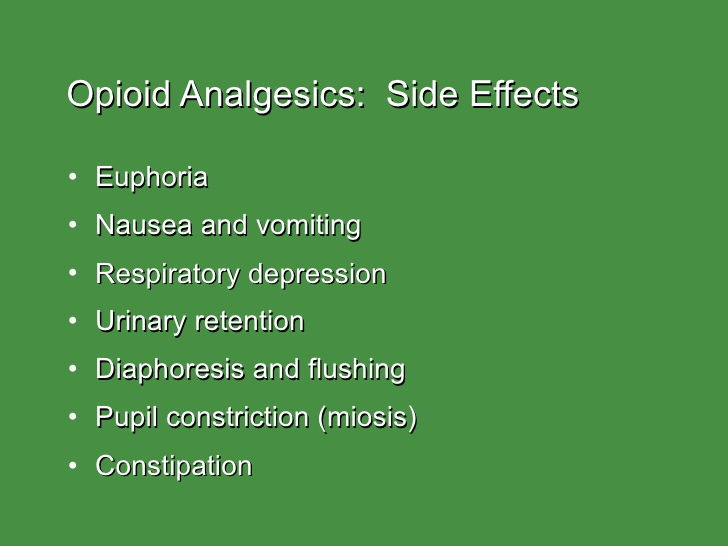 Opioid Analgesics:  Side Effects
• Euphoria
• Nausea and vomiting
• Respiratory depression
• Urinary retention
• Diaphoresis and flushing
• Pupil constriction (miosis)
• Constipation